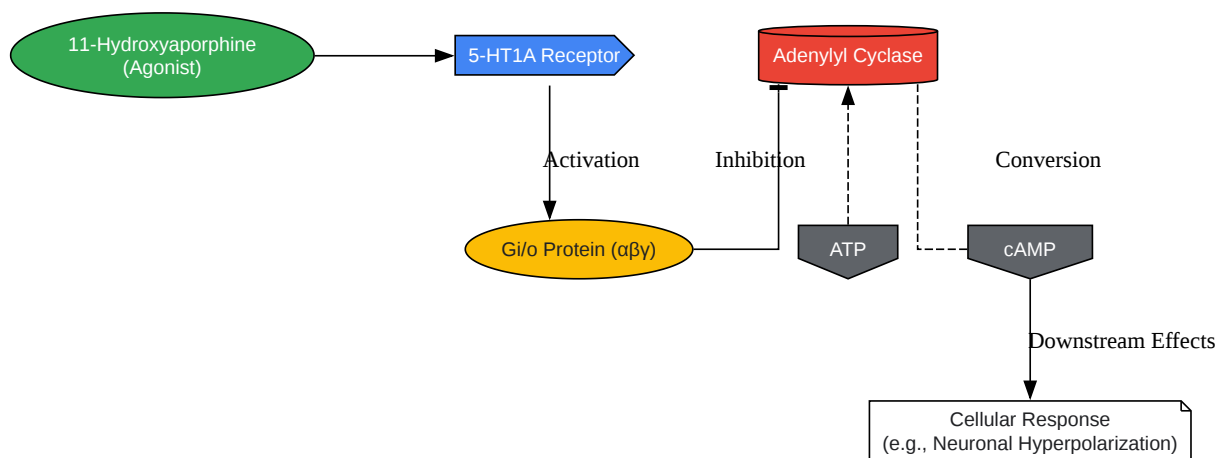 11-Hydroxyaporphine
(Agonist)
5-HT1A Receptor
Adenylyl Cyclase
Activation
Inhibition
Conversion
Gi/o Protein (αβγ)
ATP
cAMP
Downstream Effects
Cellular Response
(e.g., Neuronal Hyperpolarization)